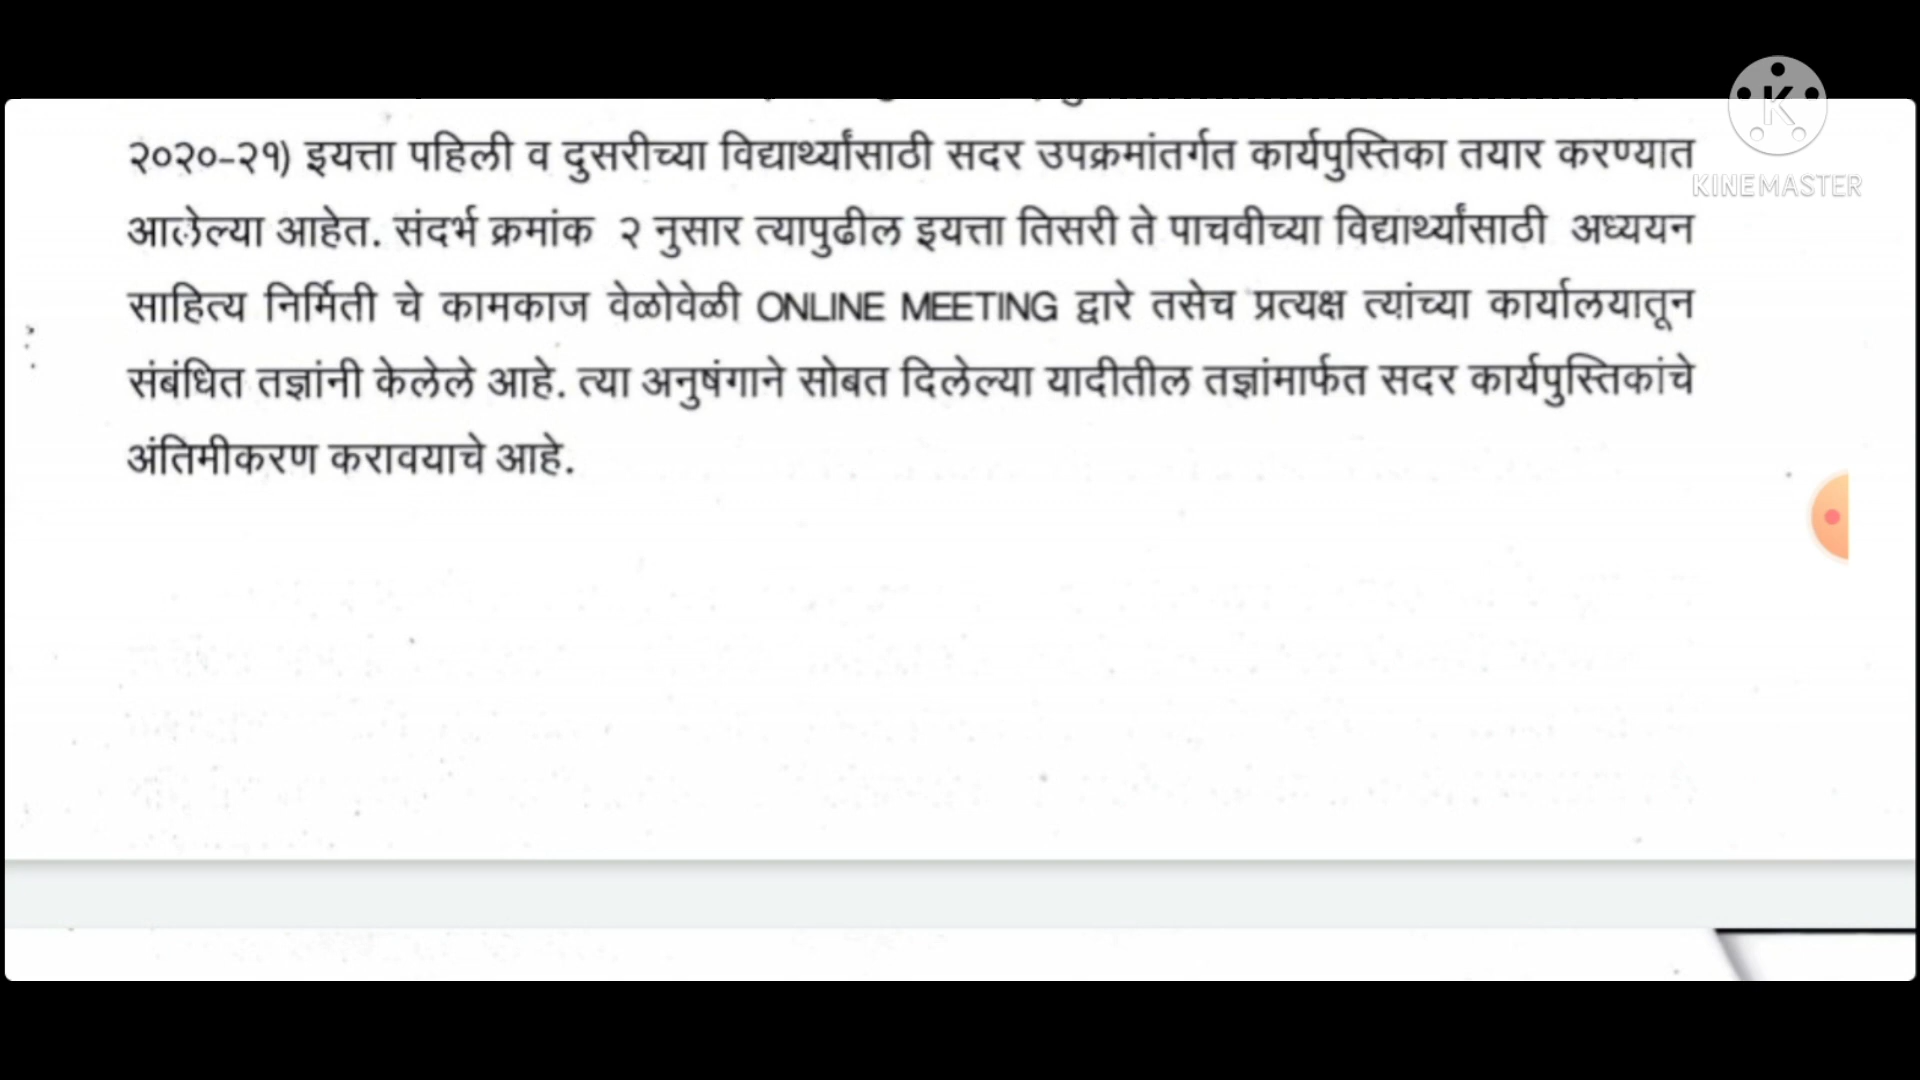 २०२०-२१) इयत्ता पहिली व दुसरीच्या विद्यार्थ्यांसाठी सदर उपक्रमांतर्गत कार्यपुस्तिका तयार करण्यात
आलेल्या आहेत. संदर्भ क्रमांक २ नुसार त्यापुढील इयत्ता तिसरी ते पाचवीच्या विद्यार्थ्यांसाठी अध्ययन
साहित्य निर्मिती चे कामकाज वेळोवेळी ONLINE MEETING द्वारे तसेच प्रत्यक्ष त्यांच्या कार्यालयातून
संबंधित तज्ञांनी केलेले आहे. त्या अनुषंगाने सोबत दिलेल्या यादीतील तज्ञांमार्फत सदर कार्यपुस्तिकांचे
अंतिमीकरण करावयाचे आहे.
K
KINEMASTER